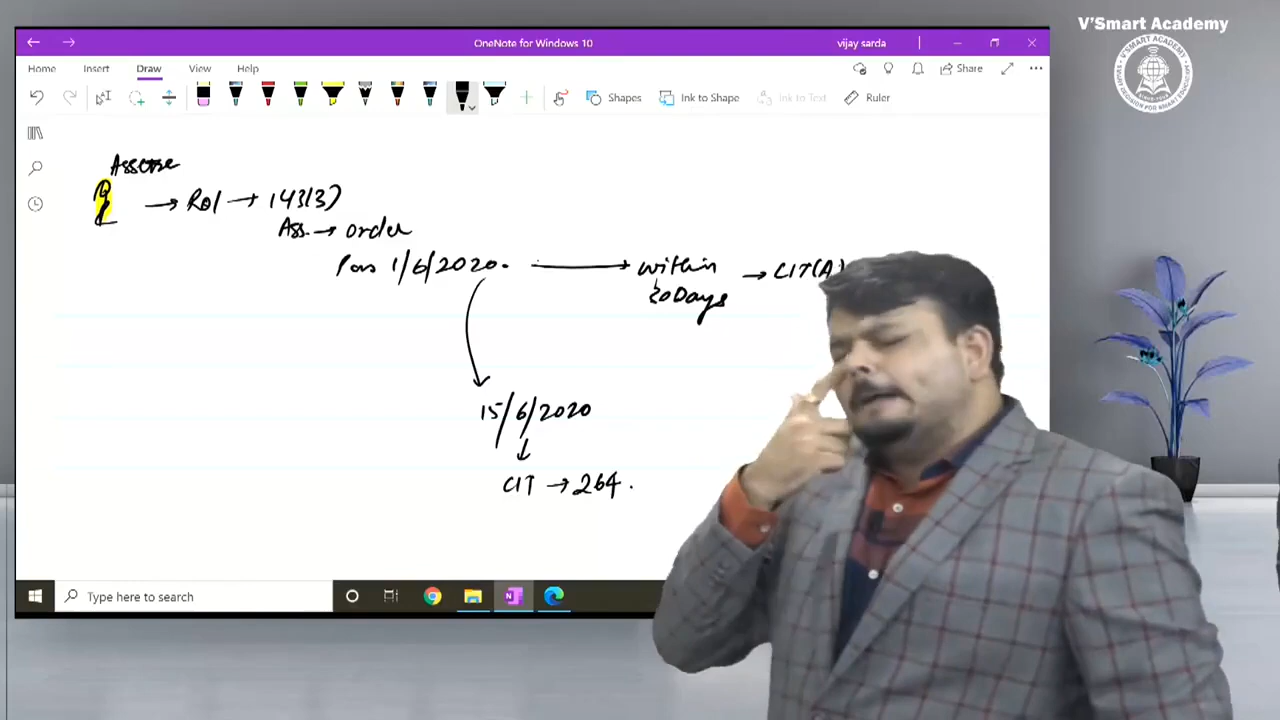 V'Smart Academy
OneNote for Windows 10
vijay sarda
Home Insert Draw View Help
Share
Shapes
Ink to Shape
Ink to Text
Ruler
Assessee
→ RoI → 143(3)
Ass. → order
Pass 1/6/2020. → within → CIT(A)
30 Days
15/6/2020
CIT → 264.
Type here to search